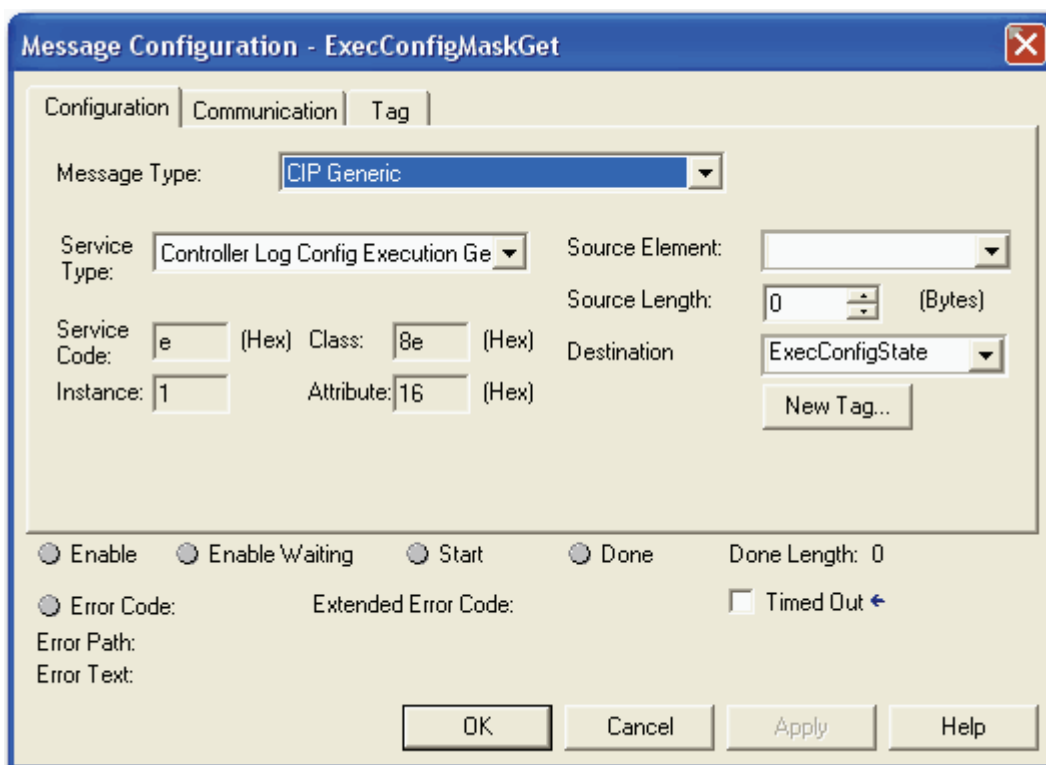 Message Configuration - ExecConfigMaskGet
Configuration Communication Tag
Message Type: CIP Generic
Service Type: Controller Log Config Execution Ge
Source Element:
Source Length: 0 (Bytes)
Service Code: e (Hex) Class: 8e (Hex)
Destination ExecConfigState
Instance: 1 Attribute: 16 (Hex)
New Tag...
Enable Enable Waiting Start Done Done Length: 0
Error Code: Extended Error Code: Timed Out
Error Path:
Error Text:
OK Cancel Apply Help